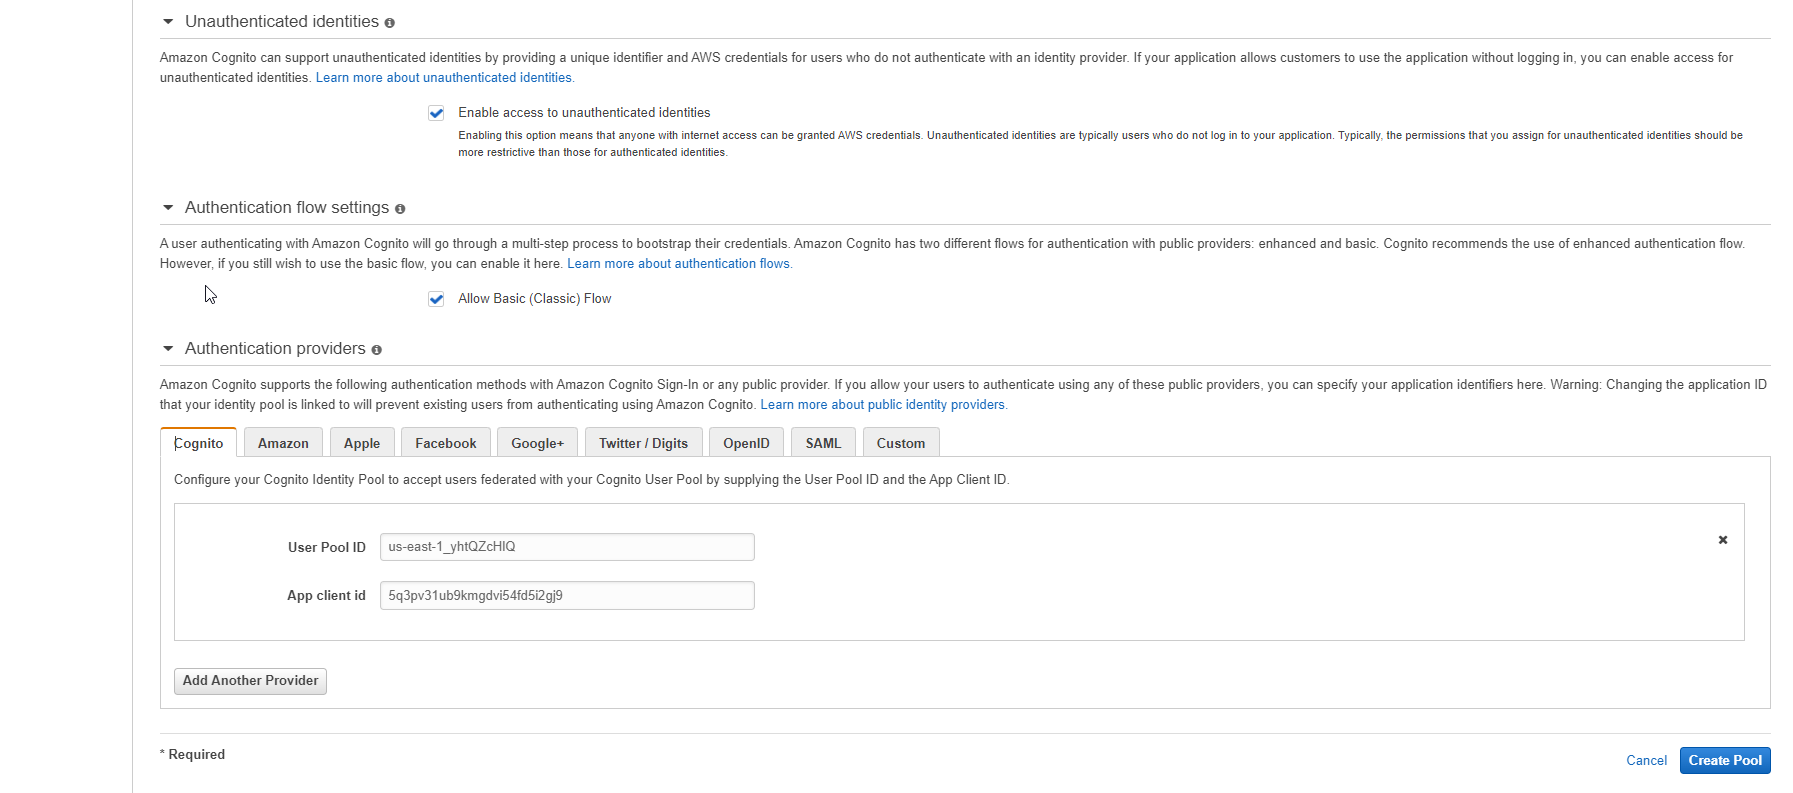 Unauthenticated identities
Amazon Cognito can support unauthenticated identities by providing a unique identifier and AWS credentials for users who do not authenticate with an identity provider. If your application allows customers to use the application without logging in, you can enable access for
unauthenticated identities. Learn more about unauthenticated identities.
Enable access to unauthenticated identities
Enabling this option means that anyone with internet access can be granted AWS credentials. Unauthenticated identities are typically users who do not log in to your application. Typically, the permissions that you assign for unauthenticated identities should be
more restrictive than those for authenticated identities.
Authentication flow settings
A user authenticating with Amazon Cognito will go through a multi-step process to bootstrap their credentials. Amazon Cognito has two different flows for authentication with public providers: enhanced and basic. Cognito recommends the use of enhanced authentication flow.
However, if you still wish to use the basic flow, you can enable it here. Learn more about authentication flows.
Allow Basic (Classic) Flow
Authentication providers
Amazon Cognito supports the following authentication methods with Amazon Cognito Sign-In or any public provider. If you allow your users to authenticate using any of these public providers, you can specify your application identifiers here. Warning: Changing the application ID
that your identity pool is linked to will prevent existing users from authenticating using Amazon Cognito. Learn more about public identity providers.
Cognito Amazon Apple Facebook Google+ Twitter / Digits OpenID SAML Custom
Configure your Cognito Identity Pool to accept users federated with your Cognito User Pool by supplying the User Pool ID and the App Client ID.
User Pool ID us-east-1_yhtQZcHIQ
App client id 5q3pv31ub9kmgdvi54fd5i2gj9
Add Another Provider
* Required
Cancel Create Pool